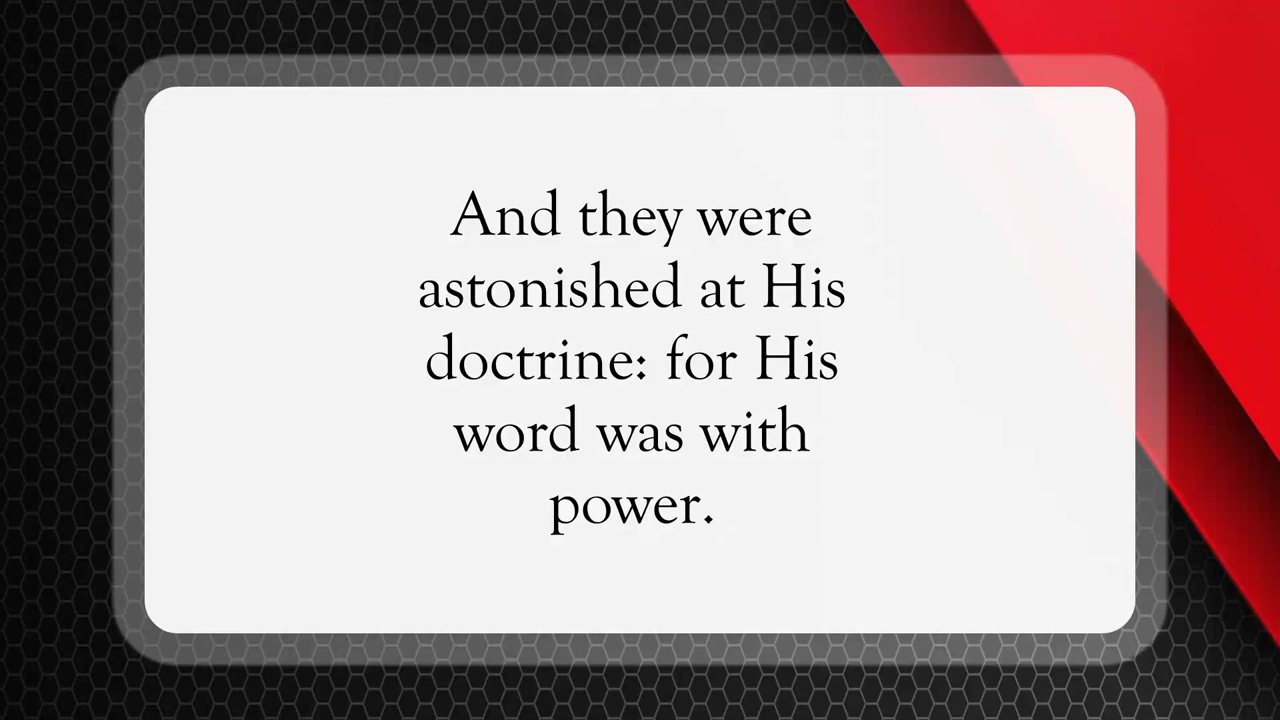 And they were
astonished at His
doctrine: for His
word was with
power.